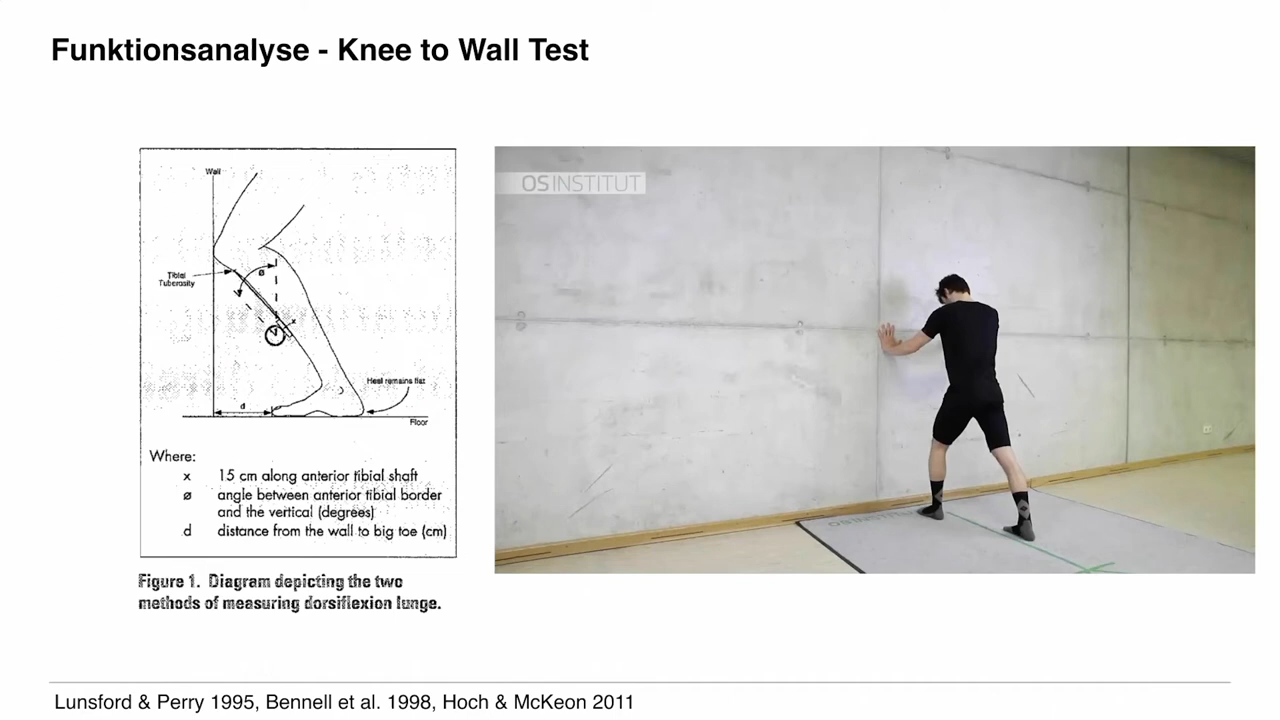 Funktionsanalyse - Knee to Wall Test
Wall
Tibial
Tuberosity
ø
x
Heel remains flat
d
Floor
Where:
x 15 cm along anterior tibial shaft
ø angle between anterior tibial border
and the vertical (degrees)
d distance from the wall to big toe (cm)
Figure 1. Diagram depicting the two
methods of measuring dorsiflexion lunge.
OSINSTITUT
Lunsford & Perry 1995, Bennell et al. 1998, Hoch & McKeon 2011